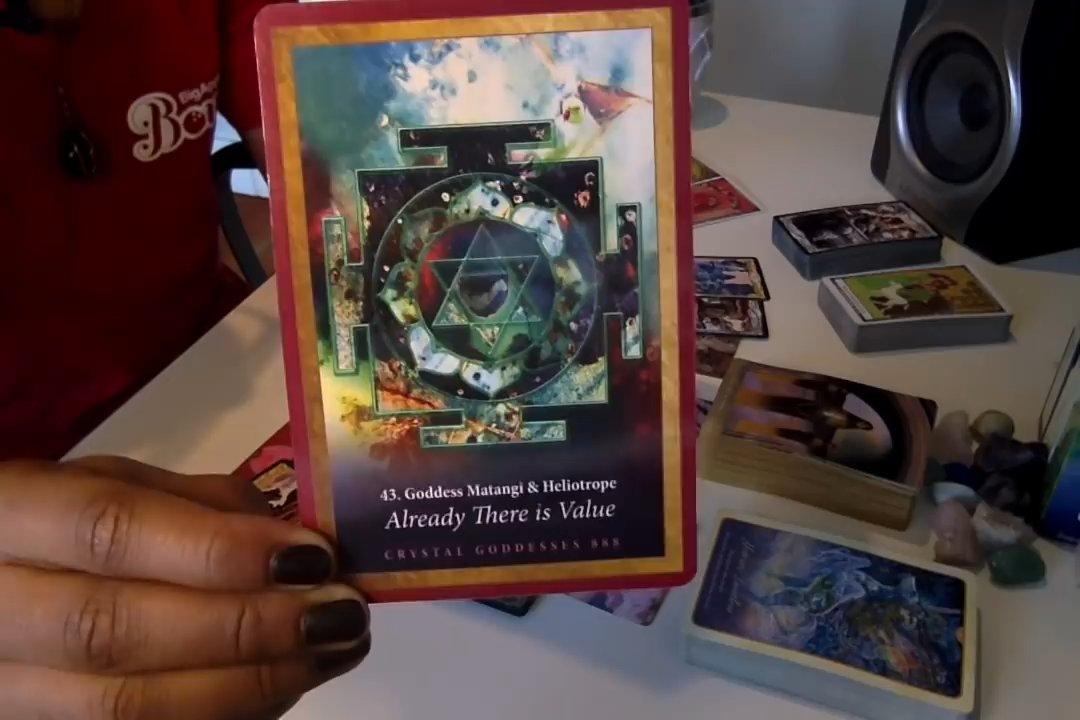 43. Goddess Matangi & Heliotrope
Already There is Value
CRYSTAL GODDESSES 888